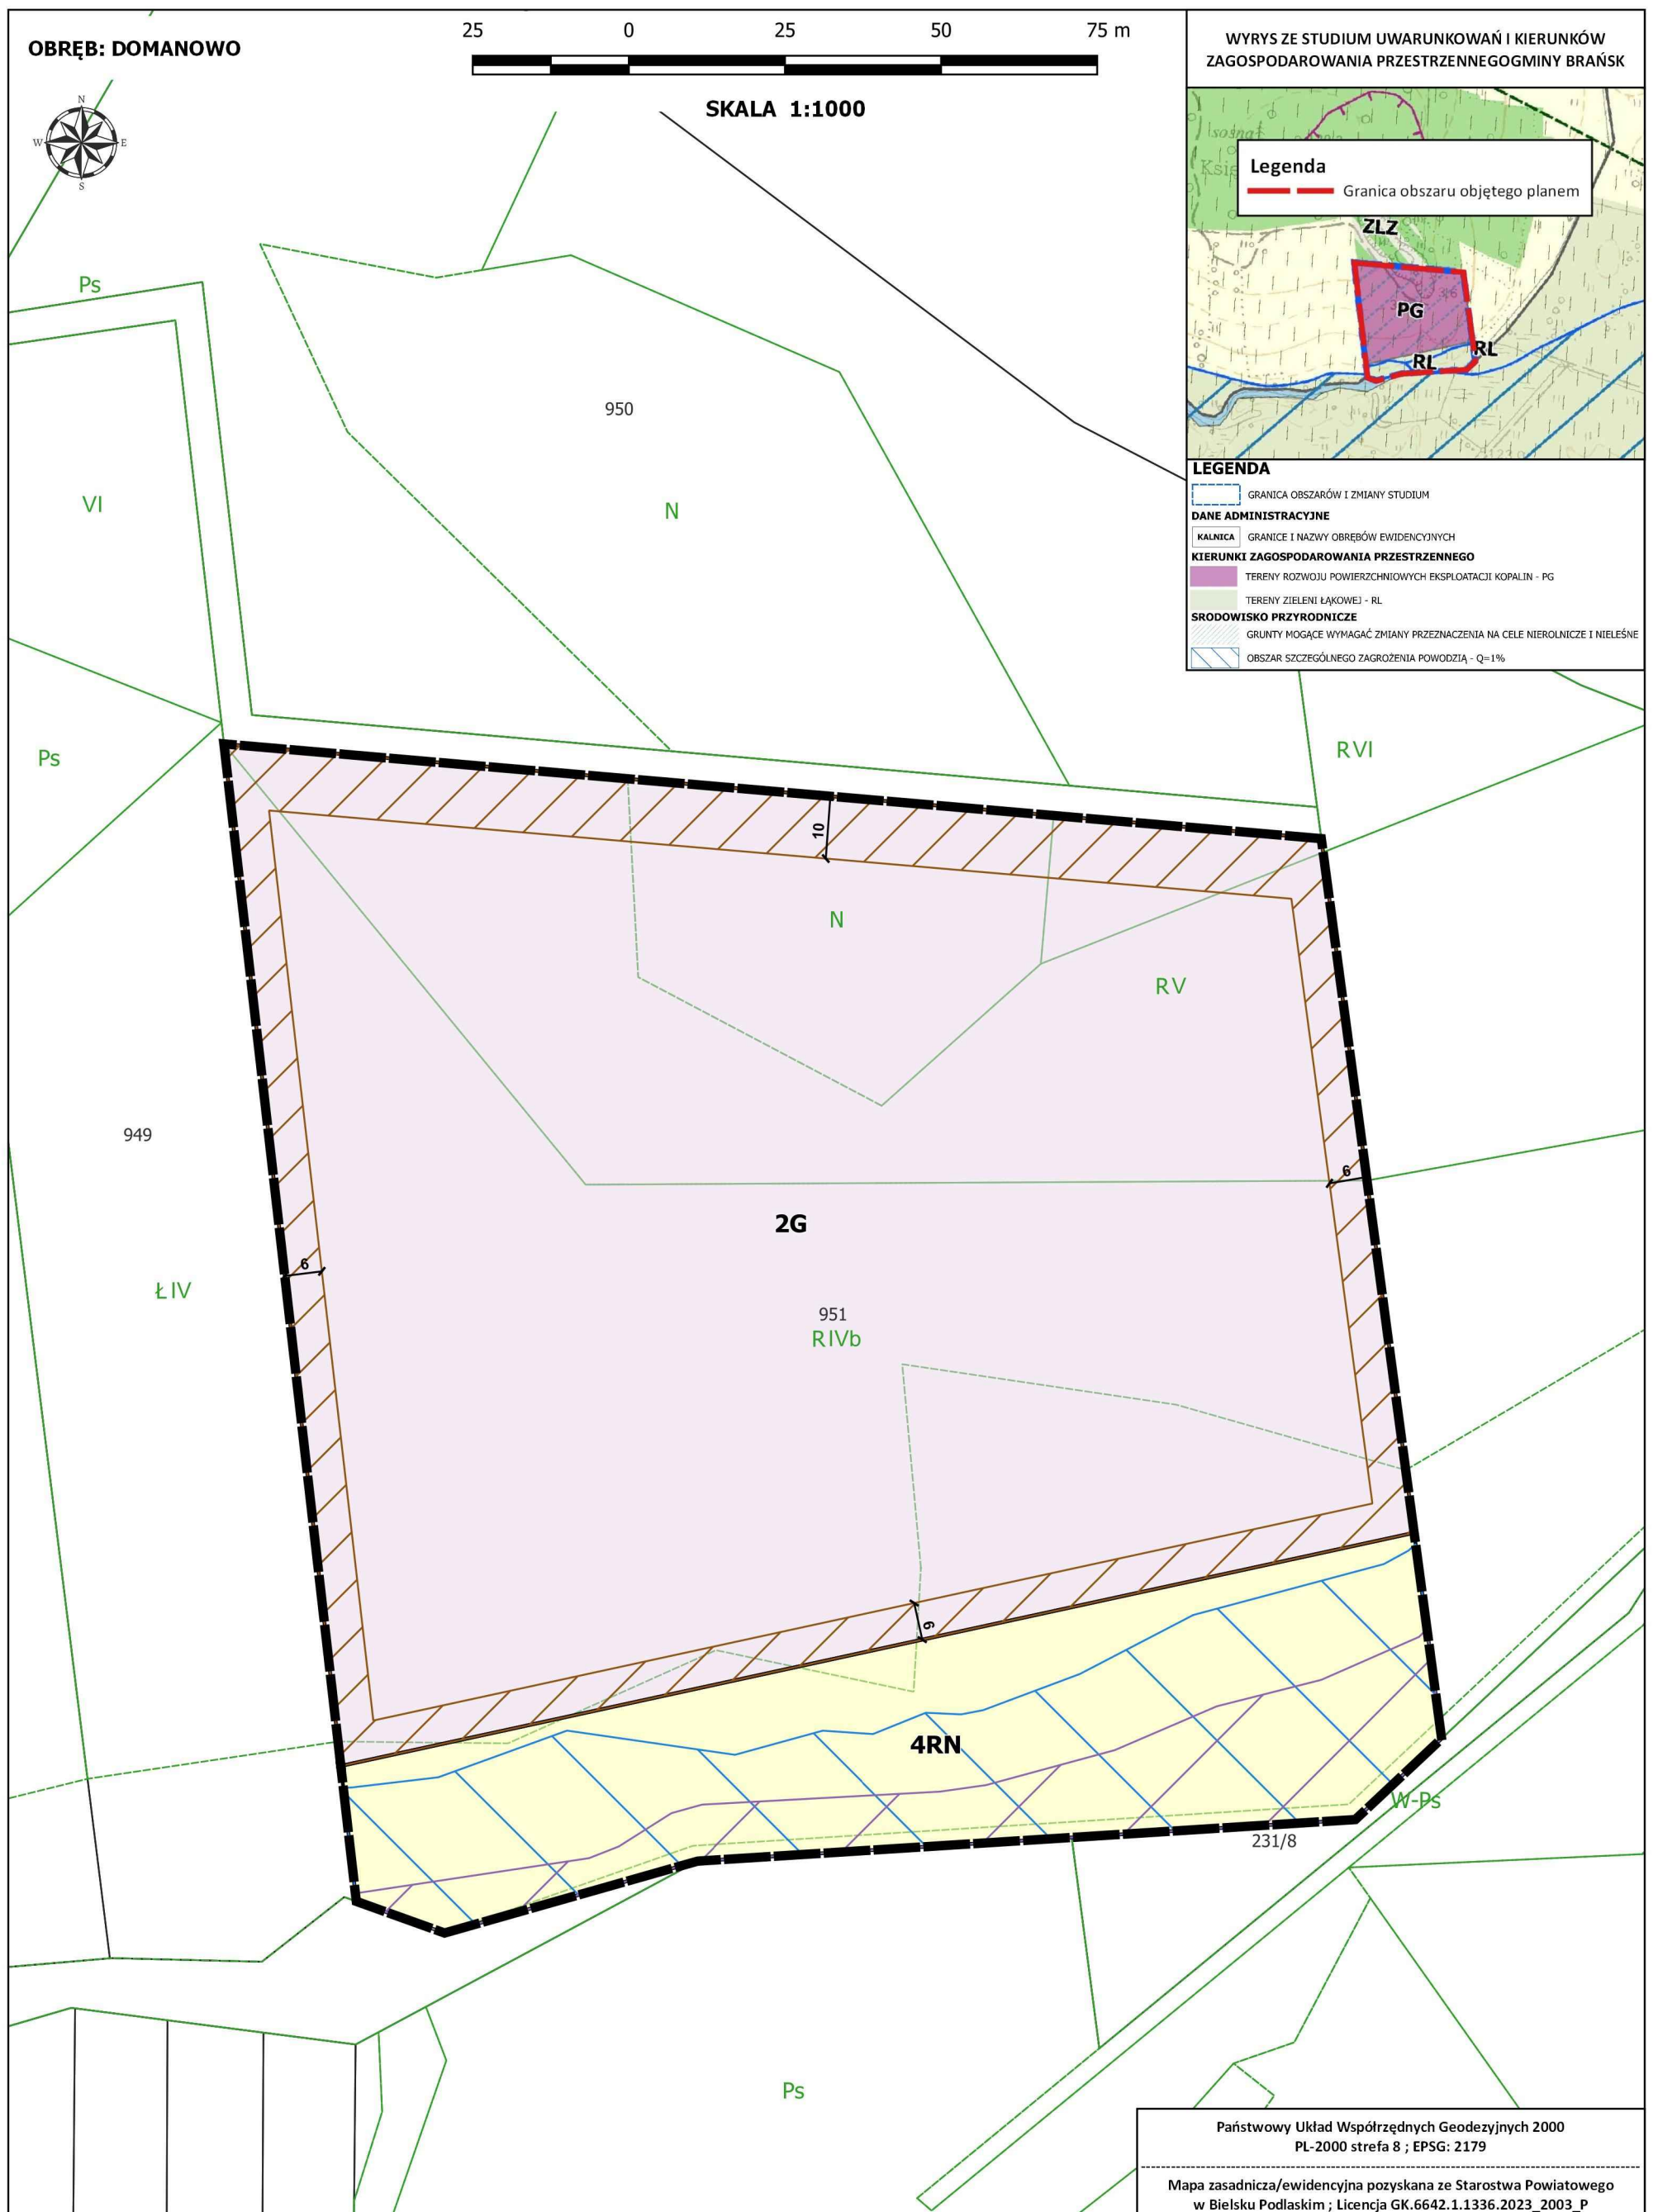 OBRĘB: DOMANOWO
25 0 25 50 75 m
SKALA 1:1000
N
W E
S
WYRYS ZE STUDIUM UWARUNKOWAŃ I KIERUNKÓW
ZAGOSPODAROWANIA PRZESTRZENNEGOGMINY BRAŃSK
sosna
Legenda
Granica obszaru objętego planem
ZLZ
PG
RL
RL
LEGENDA
GRANICA OBSZARÓW I ZMIANY STUDIUM
DANE ADMINISTRACYJNE
KALNICA GRANICE I NAZWY OBRĘBÓW EWIDENCYJNYCH
KIERUNKI ZAGOSPODAROWANIA PRZESTRZENNEGO
TERENY ROZWOJU POWIERZCHNIOWYCH EKSPLOATACJI KOPALIN - PG
TERENY ZIELENI ŁĄKOWEJ - RL
SRODOWISKO PRZYRODNICZE
GRUNTY MOGĄCE WYMAGAĆ ZMIANY PRZEZNACZENIA NA CELE NIEROLNICZE I NIELEŚNE
OBSZAR SZCZEGÓLNEGO ZAGROŻENIA POWODZIĄ - Q=1%
Ps
950
VI
N
Ps
RVI
10
N
RV
949
6
2G
6
ŁIV
951
RIVb
6
4RN
W-Ps
231/8
Ps
Państwowy Układ Współrzędnych Geodezyjnych 2000
PL-2000 strefa 8 ; EPSG: 2179
Mapa zasadnicza/ewidencyjna pozyskana ze Starostwa Powiatowego
w Bielsku Podlaskim ; Licencja GK.6642.1.1336.2023_2003_P